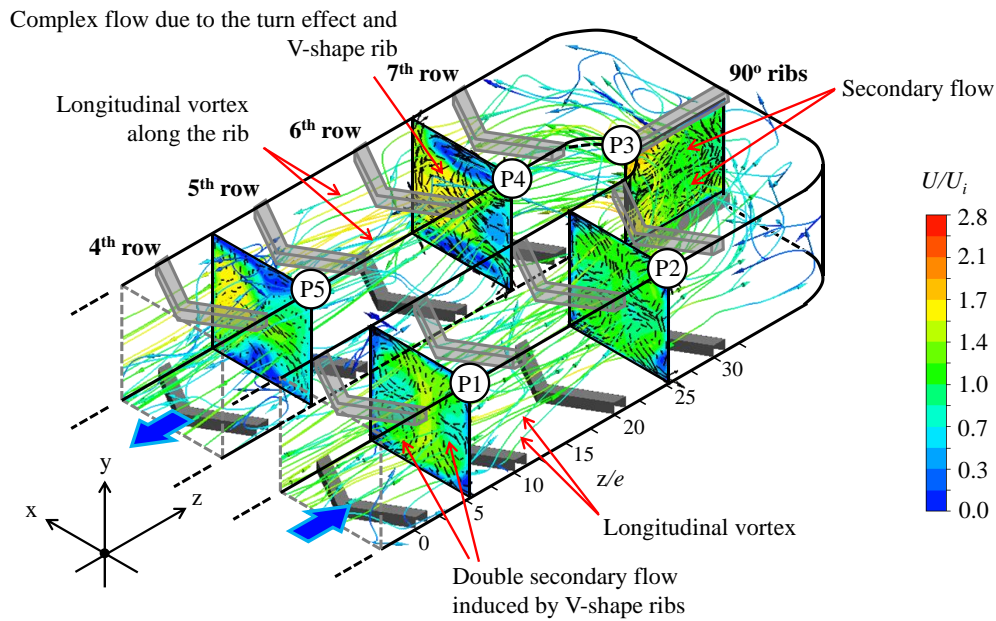 Complex flow due to the turn effect and
V-shape rib
7th row
90º ribs
Secondary flow
Longitudinal vortex
along the rib
6th row
P3
P4
5th row
U/Ui
2.8
2.1
1.7
1.4
1.0
0.7
0.3
0.0
4th row
P2
P5
P1
30
25
20
15
10
5
0
z/e
y
x
z
Longitudinal vortex
Double secondary flow
induced by V-shape ribs